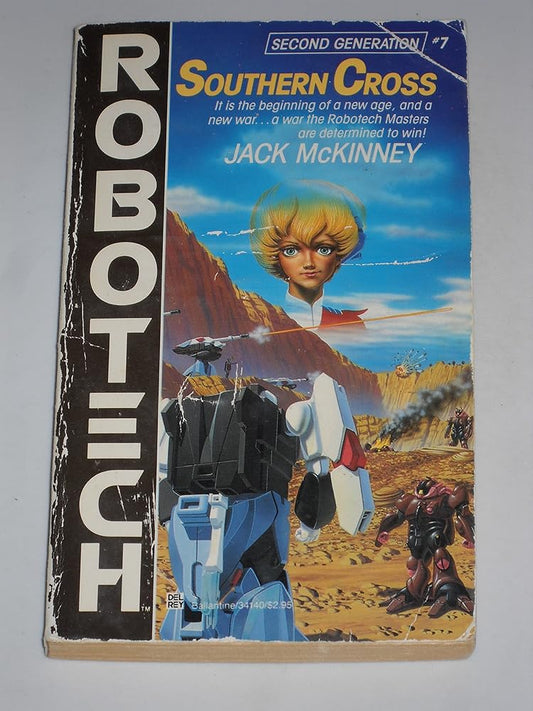 ROBOTECH™
SECOND GENERATION #7
SOUTHERN CROSS
It is the beginning of a new age, and a
new war. . . a war the Robotech Masters
are determined to win!
JACK McKINNEY
DEL
REY
Ballantine/34140/$2.95